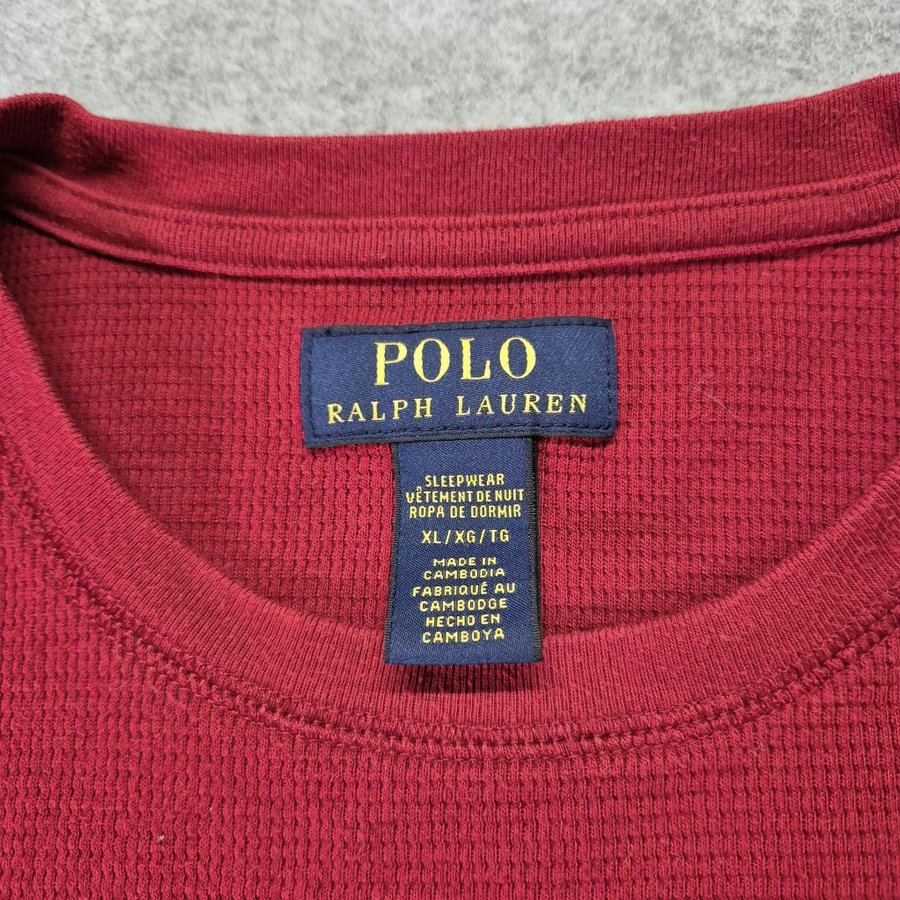 POLO
RALPH LAUREN
SLEEPWEAR
VÊTEMENT DE NUIT
ROPA DE DORMIR
XL/XG/TG
MADE IN
CAMBODIA
FABRIQUÉ AU
CAMBODGE
HECHO EN
CAMBOYA